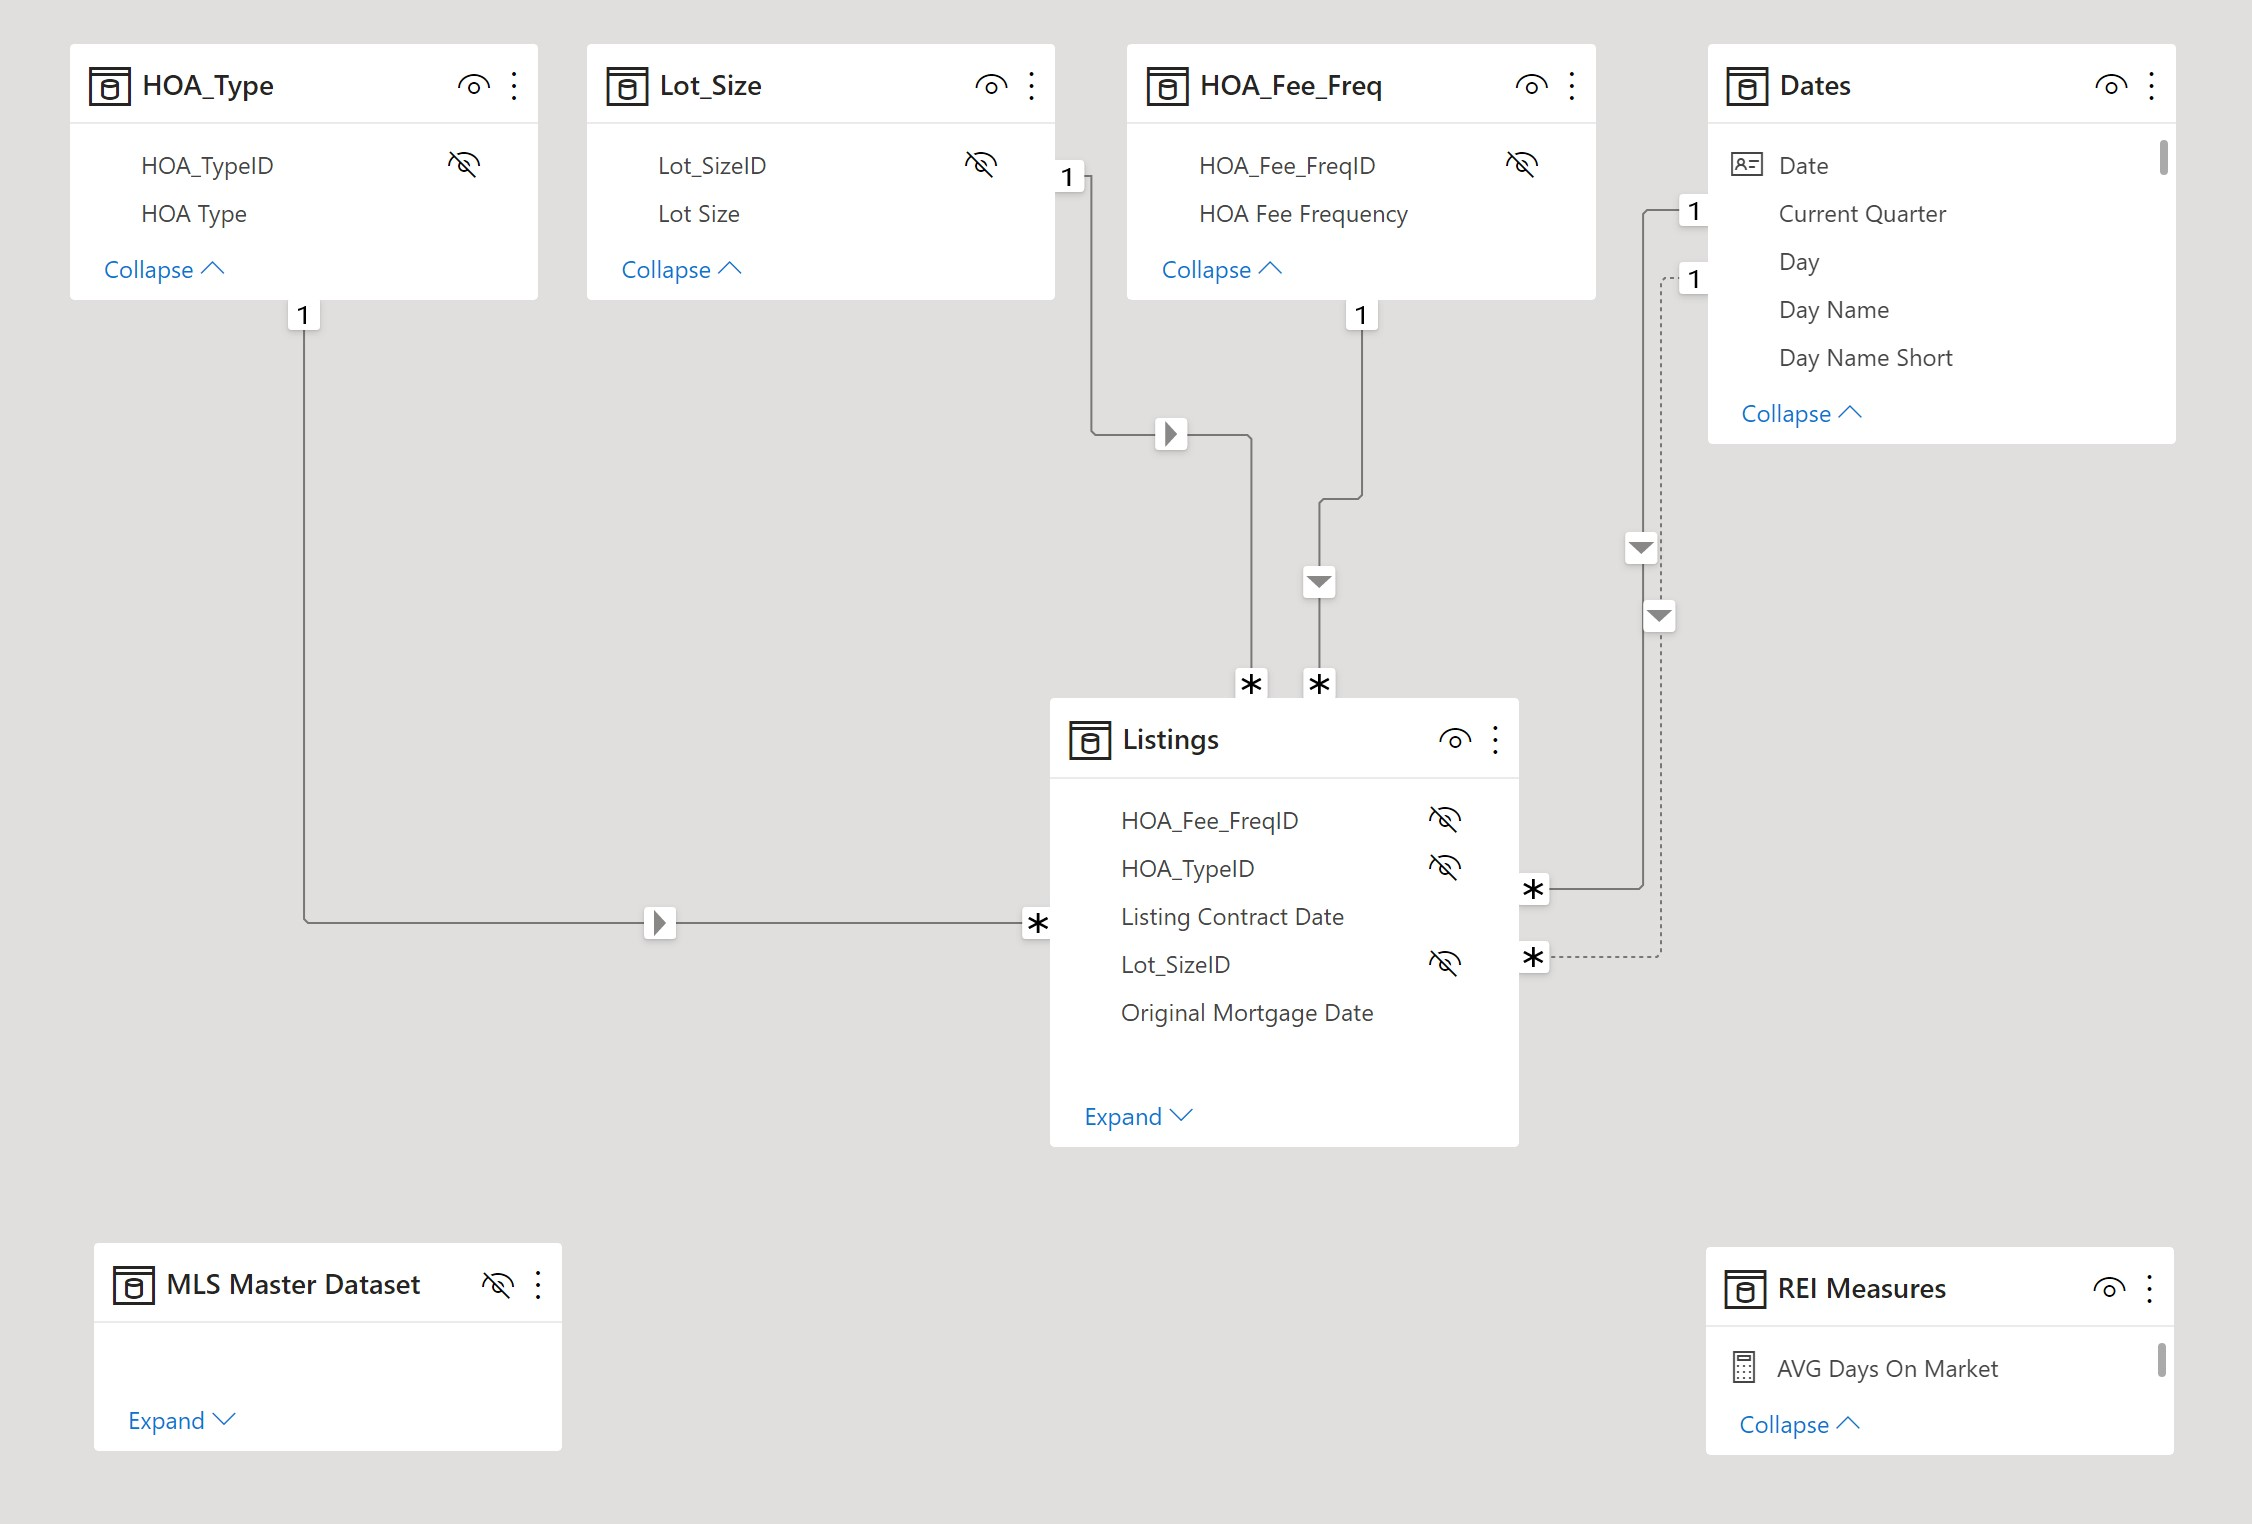 HOA_Type
HOA_TypeID
HOA Type
Collapse
1
Lot_Size
Lot_SizeID
Lot Size
Collapse
1
HOA_Fee_Freq
HOA_Fee_FreqID
HOA Fee Frequency
Collapse
1
Dates
Date
Current Quarter
Day
Day Name
Day Name Short
Collapse
1
1
*
*
Listings
HOA_Fee_FreqID
HOA_TypeID
Listing Contract Date
Lot_SizeID
Original Mortgage Date
Expand
*
*
*
MLS Master Dataset
Expand
REI Measures
AVG Days On Market
Collapse